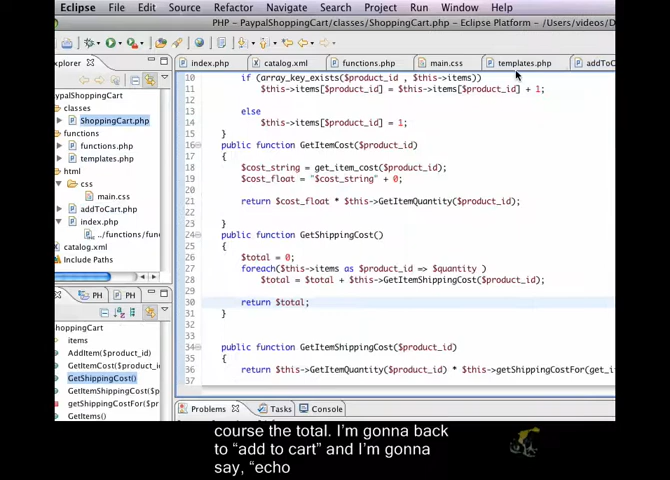 Eclipse File Edit Source Refactor Navigate Search Project Run Window Help
PHP - PaypalShoppingCart/classes/ShoppingCart.php - Eclipse Platform - /Users/videos/D
xplorer
index.php catalog.xml functions.php main.css templates.php addTo
aypalShoppingCart
classes
ShoppingCart.php
functions
functions.php
templates.php
html
css
main.css
addToCart.php
index.php
../functions/fun
catalog.xml
Include Paths
10 if (array_key_exists($product_id , $this->items))
11 $this->items[$product_id] = $this->items[$product_id] + 1;
12
13 else
14 $this->items[$product_id] = 1;
15 }
16 public function GetItemCost($product_id)
17 {
18 $cost_string = get_item_cost($product_id);
19 $cost_float = "$cost_string" + 0;
20
21 return $cost_float * $this->GetItemQuantity($product_id);
22
23 }
24 public function GetShippingCost()
25 {
26 $total = 0;
27 foreach($this->items as $product_id => $quantity )
28 $total = $total + $this->GetItemShippingCost($product_id);
29
30 return $total;
31 }
32
33
34 public function GetItemShippingCost($product_id)
35 {
36 return $this->GetItemQuantity($product_id) * $this->getShippingCostFor(get_i
37
PH PH
hoppingCart
items
AddItem($product_id)
GetItemCost($product_i
GetShippingCost()
GetItemShippingCost($p
getShippingCostFor($p
GetItems()
Problems Tasks Console
course the total. I'm gonna back
to “add to cart” and I'm gonna
say, “echo